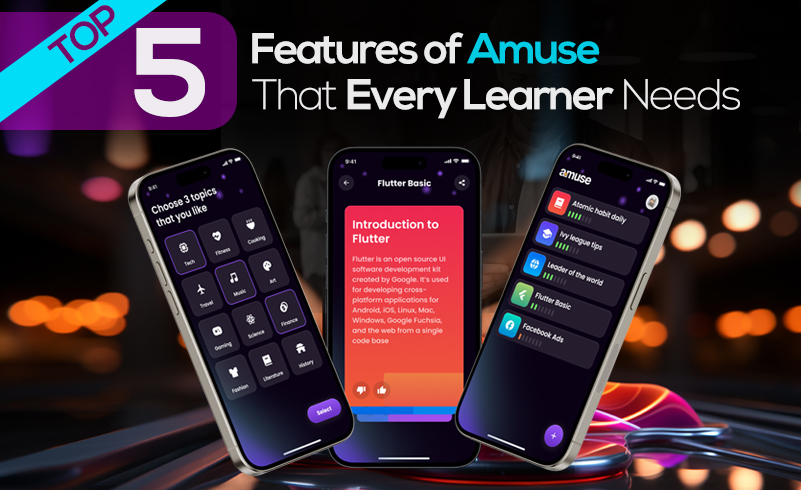 TOP
5
Features of Amuse
That Every Learner Needs
9:41
Choose 3 topics
that you like
Tech
Fitness
Cooking
Travel
Music
Art
Gaming
Science
Finance
Fashion
Literature
History
Select
9:41
Flutter Basic
Introduction to
Flutter
Flutter is an open source UI
software development kit
created by Google. It's used
for developing cross-
platform applications for
Android, iOS, Linux, Mac,
Windows, Google Fuchsia,
and the web from a single
code base
9:41
amuse
Atomic habit daily
Ivy league tips
Leader of the world
Flutter Basic
Facebook Ads